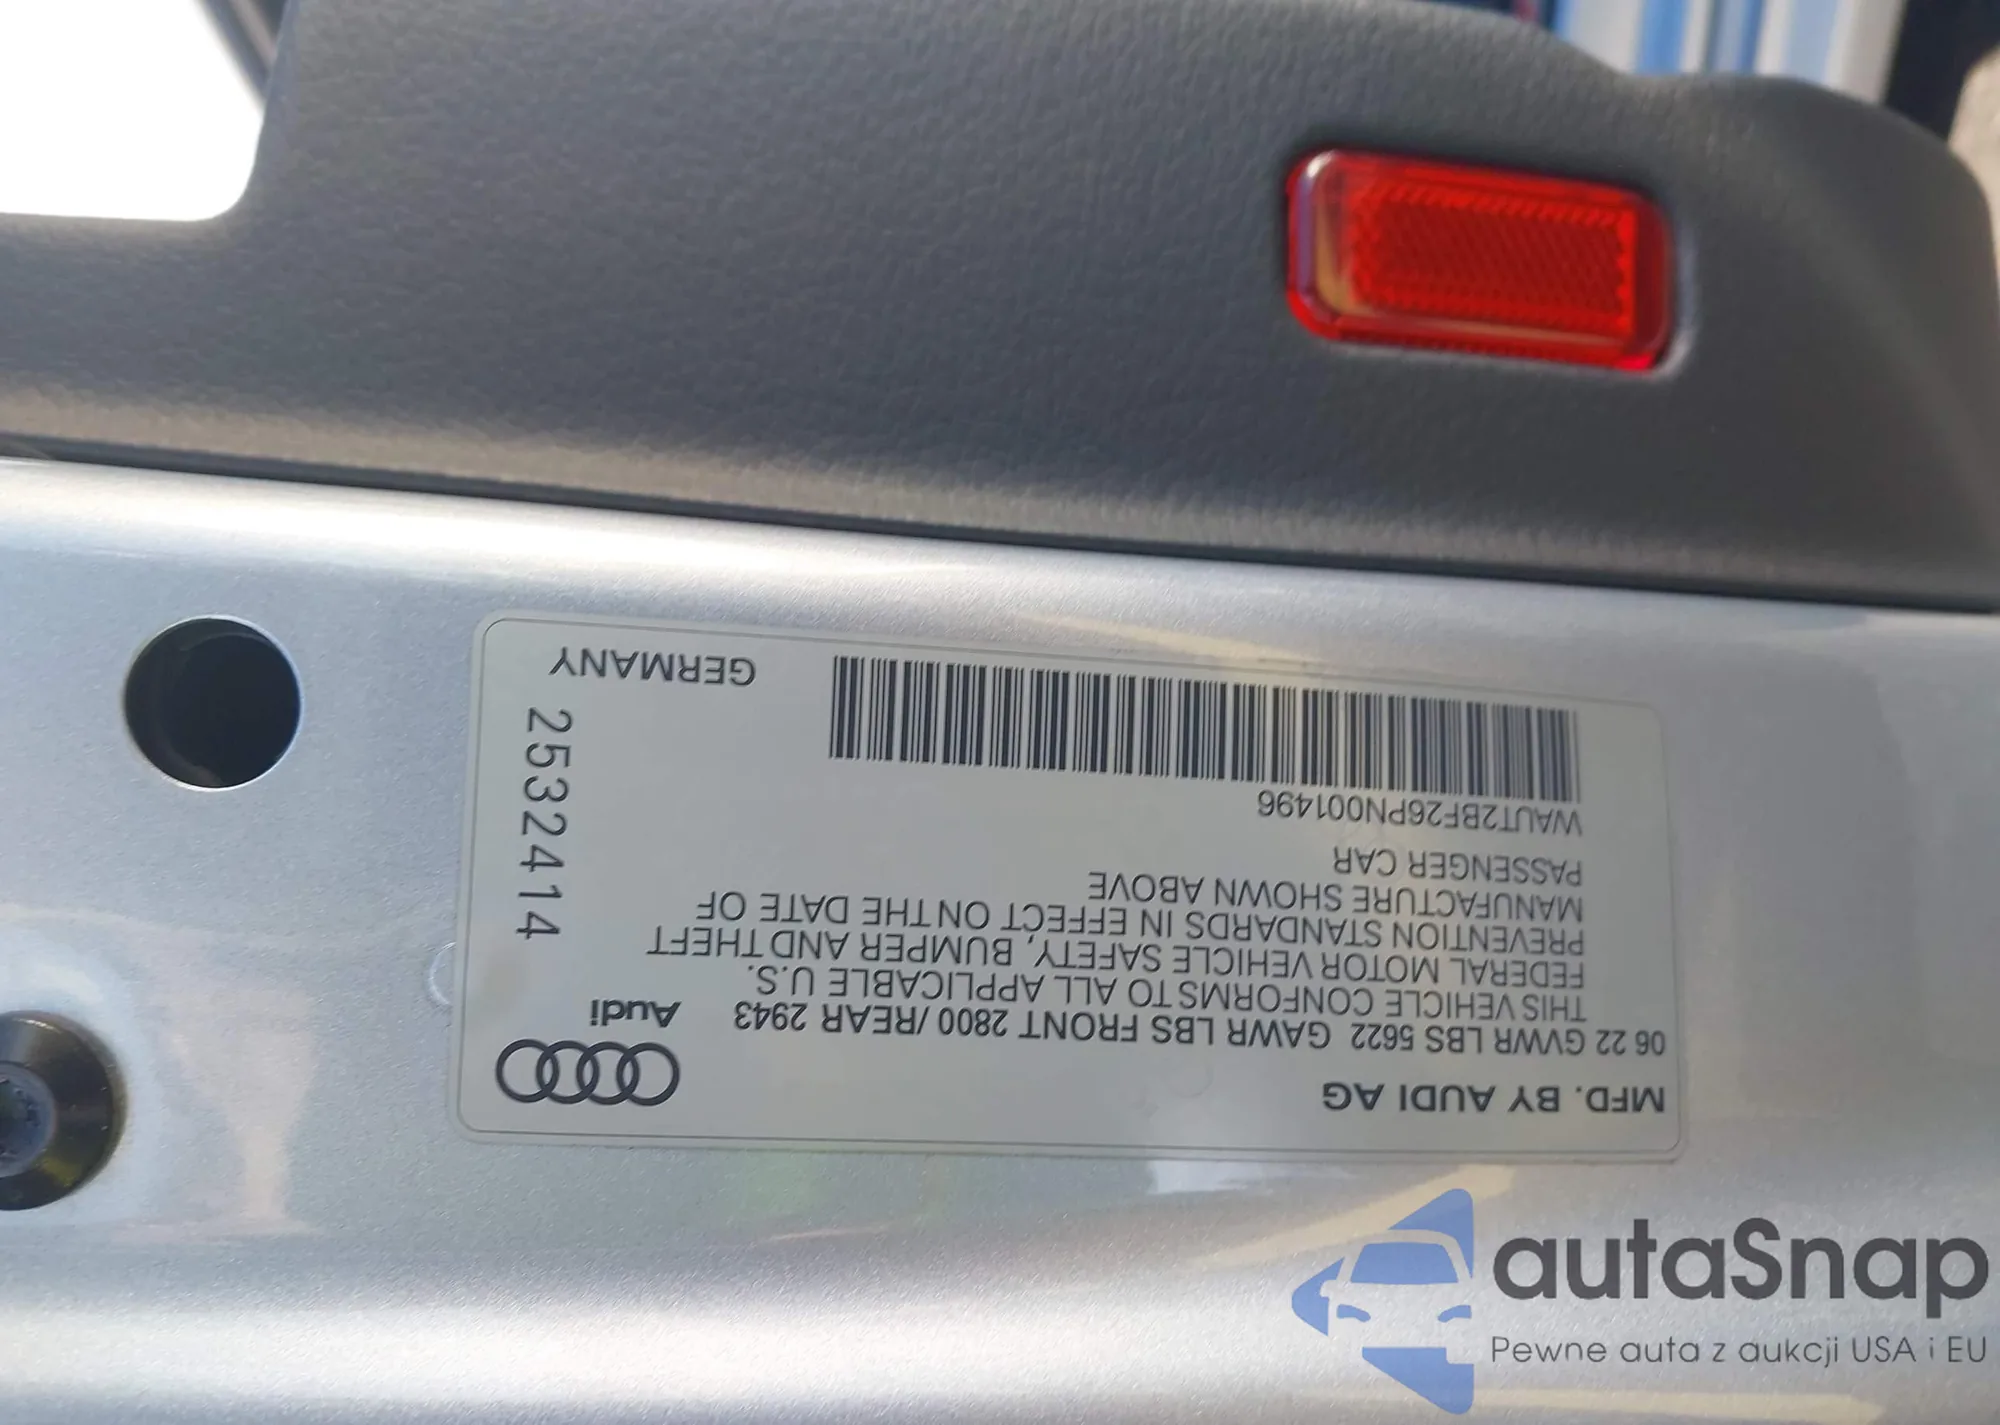 MFD. BY AUDI AG
06 22 GVWR LBS 5622 GAWR LBS FRONT 2800/REAR 2943
THIS VEHICLE CONFORMS TO ALL APPLICABLE U.S.
FEDERAL MOTOR VEHICLE SAFETY, BUMPER AND THEFT
PREVENTION STANDARDS IN EFFECT ON THE DATE OF
MANUFACTURE SHOWN ABOVE
PASSENGER CAR
WAUT2BF26PN001496
Audi
2532414
GERMANY
autaSnap
Pewne auta z aukcji USA i EU